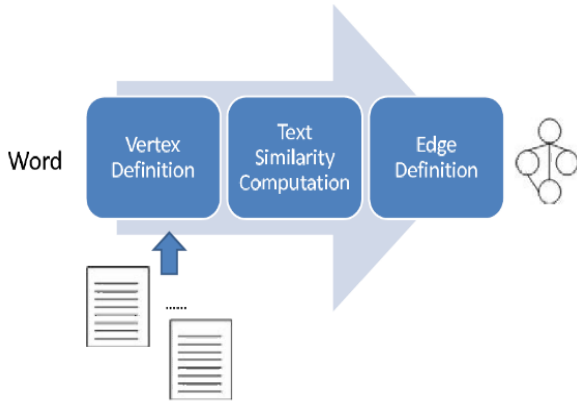 Word
Vertex
Definition
Text
Similarity
Computation
Edge
Definition
......